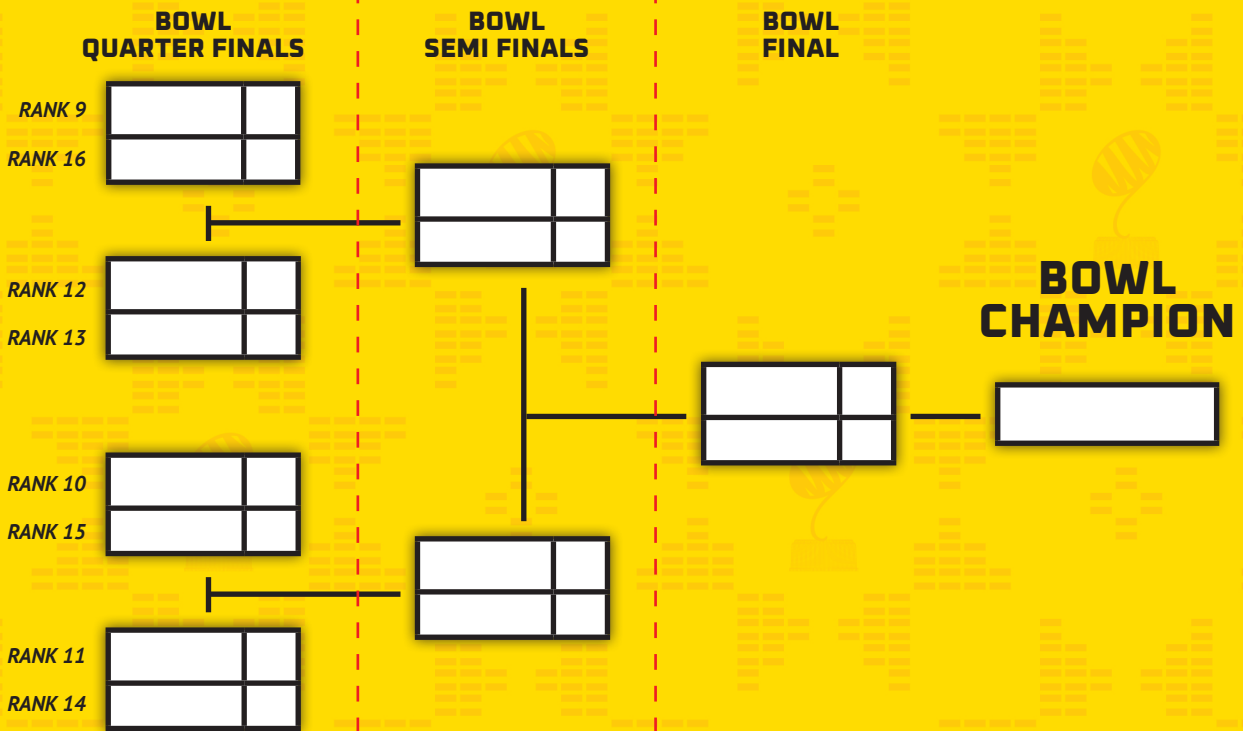 BOWL
QUARTER FINALS
BOWL
SEMI FINALS
BOWL
FINAL
RANK 9
RANK 16
RANK 12
RANK 13
BOWL
CHAMPION
RANK 10
RANK 15
RANK 11
RANK 14